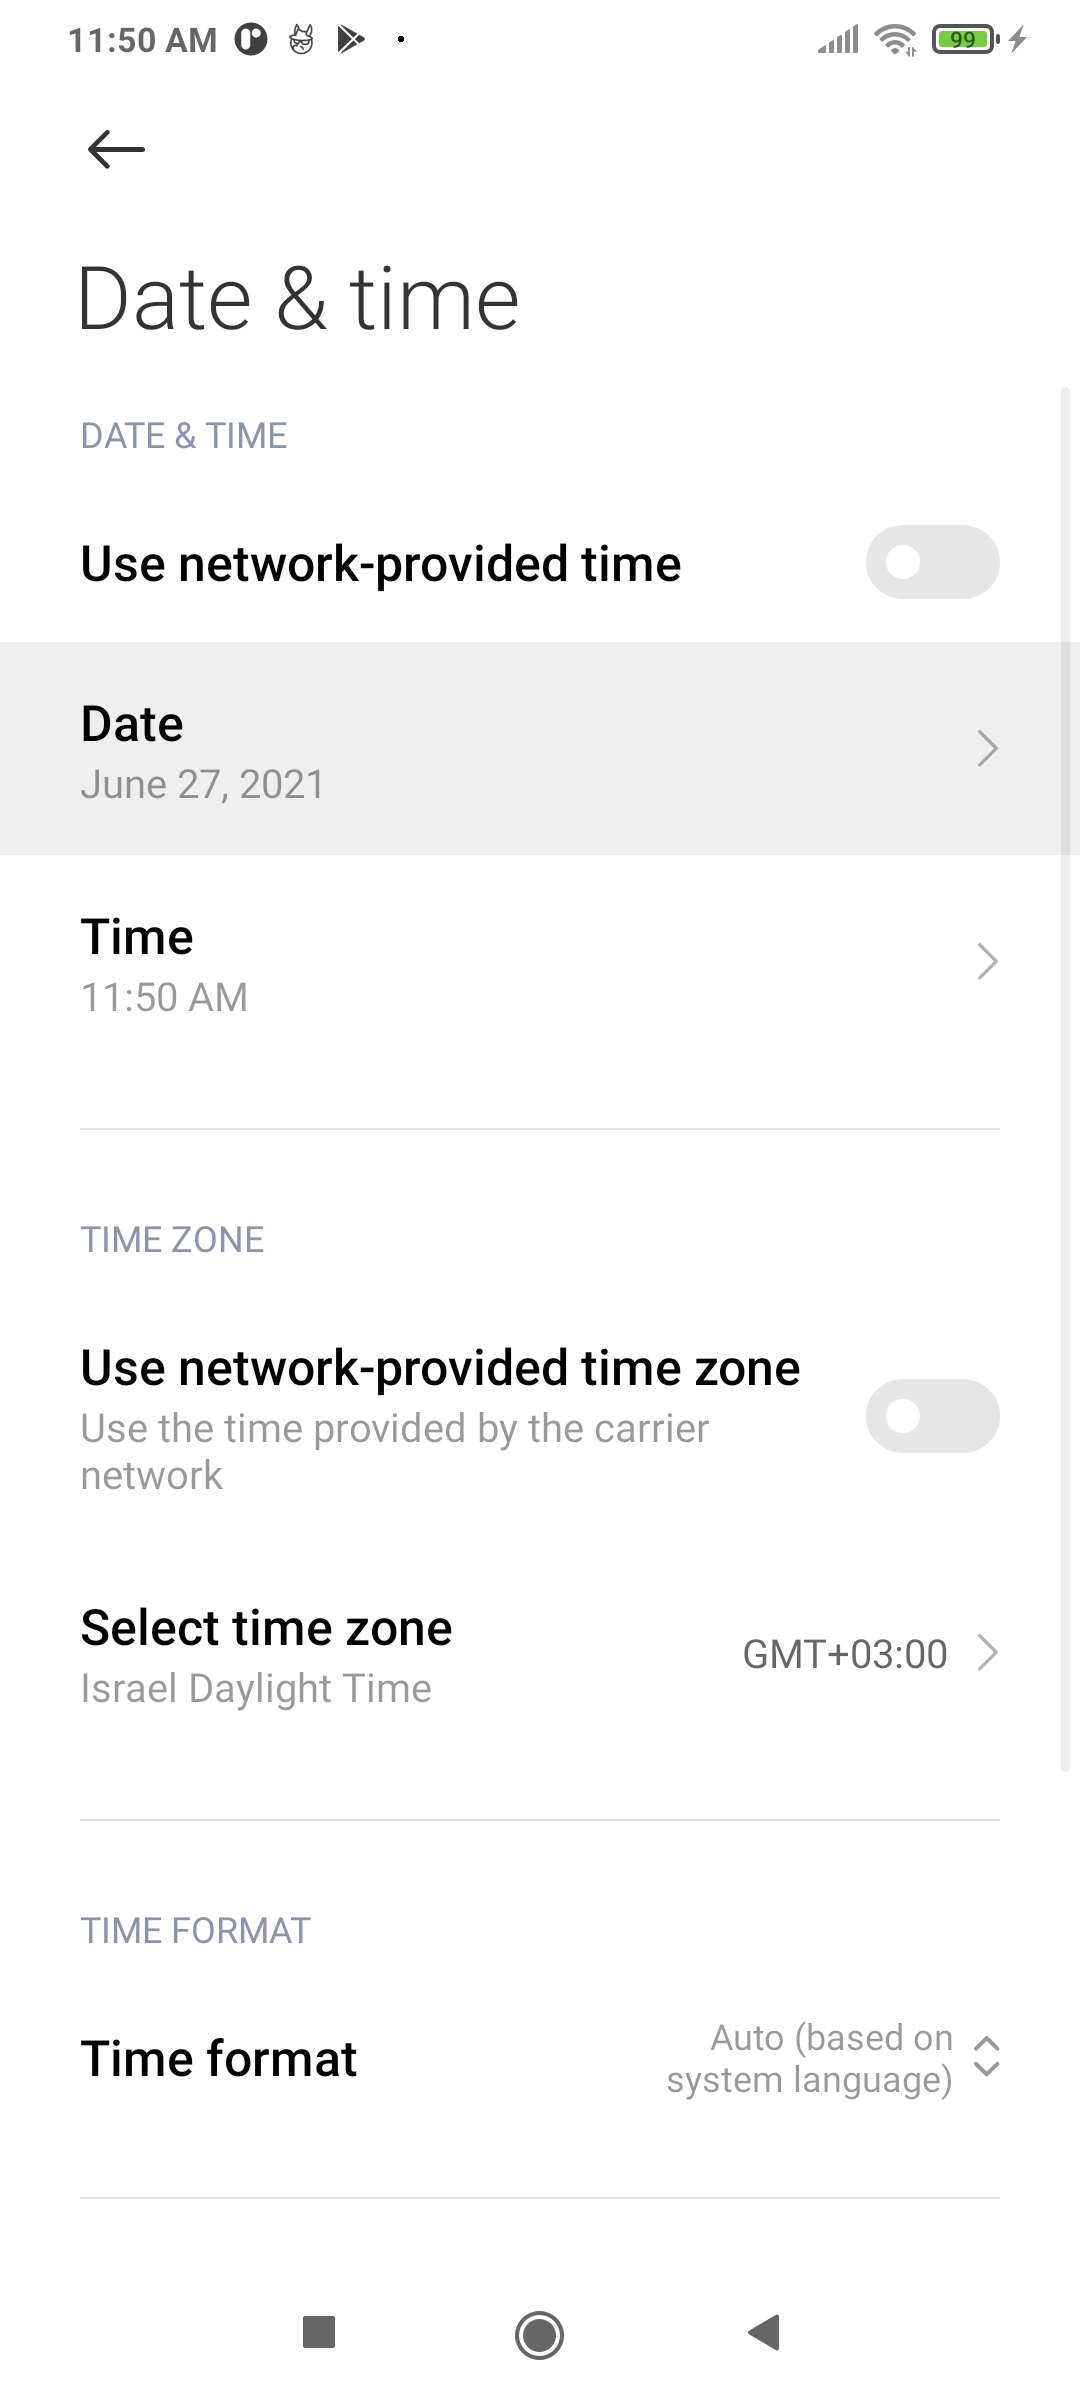 11:50 AM
99
Date & time
DATE & TIME
Use network-provided time
Date
June 27, 2021
Time
11:50 AM
TIME ZONE
Use network-provided time zone
Use the time provided by the carrier
network
Select time zone
Israel Daylight Time
GMT+03:00
TIME FORMAT
Time format
Auto (based on
system language)